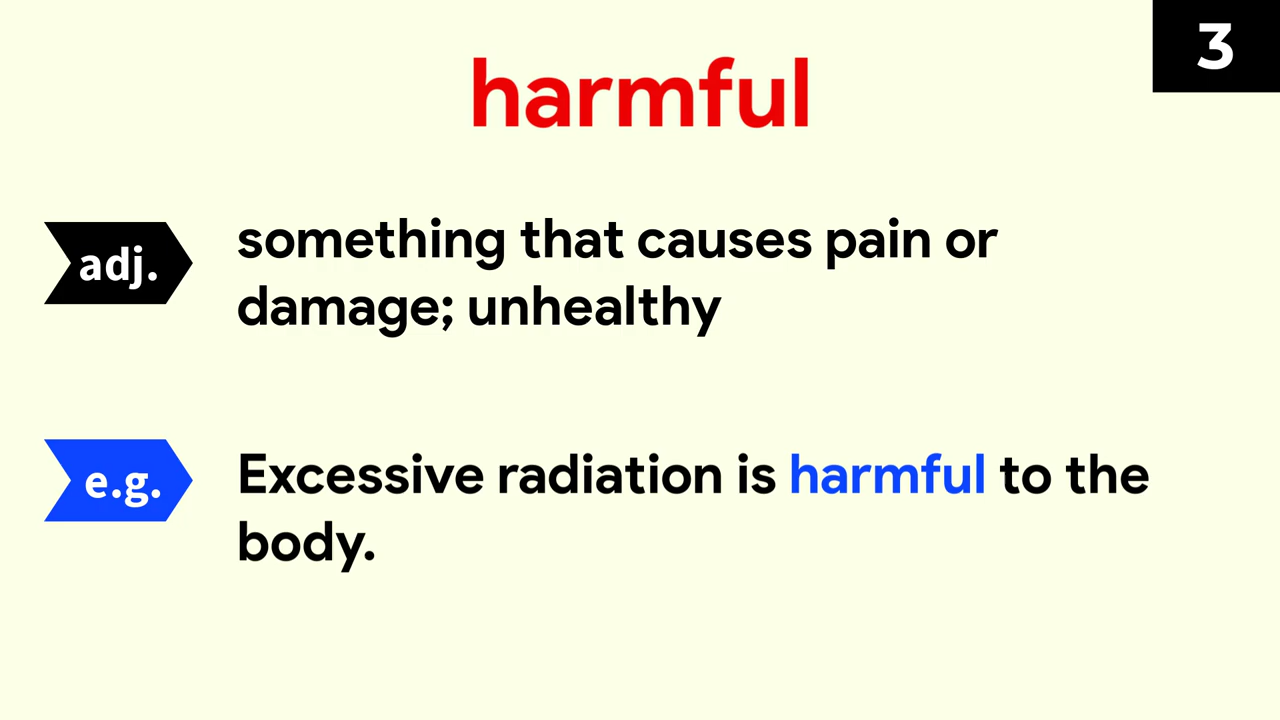 3
harmful
adj.
something that causes pain or
damage; unhealthy
e.g.
Excessive radiation is harmful to the
body.